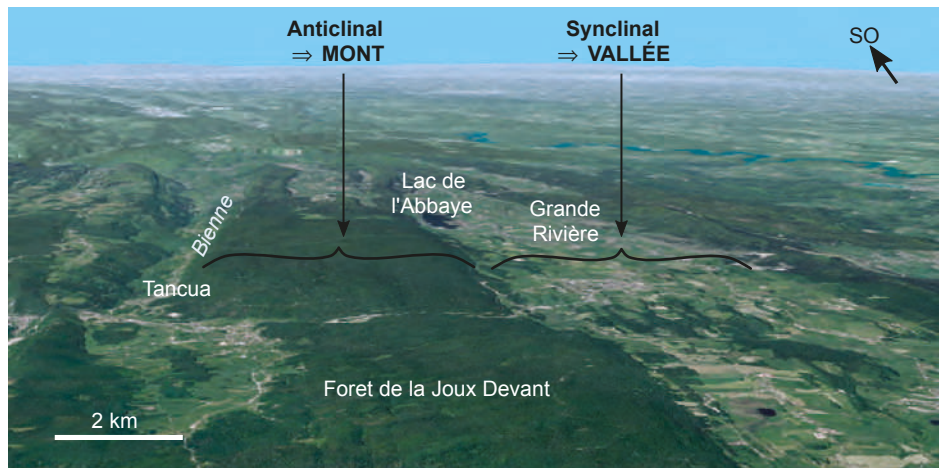 Anticlinal
⇒ MONT
Synclinal
⇒ VALLÉE
SO
Lac de
l'Abbaye
Grande
Rivière
Bienne
Tancua
Foret de la Joux Devant
2 km